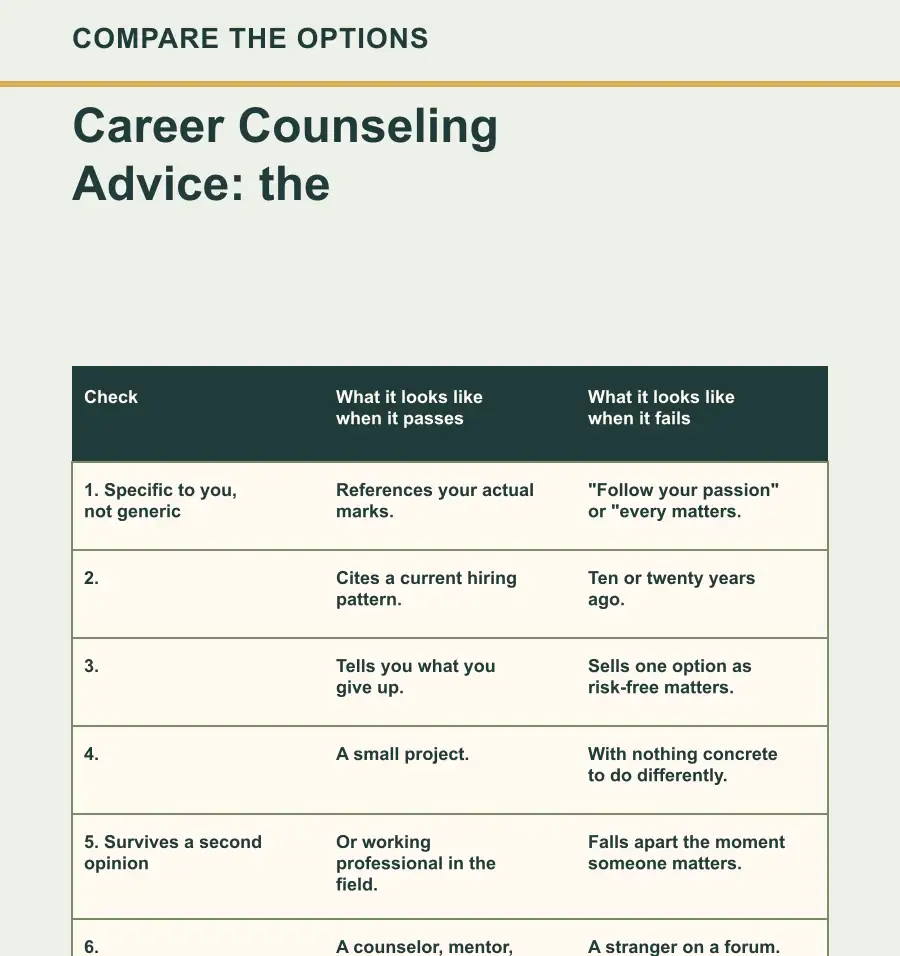 COMPARE THE OPTIONS
Career Counseling
Advice: the
Check
What it looks like
when it passes
What it looks like
when it fails
1. Specific to you,
not generic
References your actual
marks.
"Follow your passion"
or "every matters.
2.
Cites a current hiring
pattern.
Ten or twenty years
ago.
3.
Tells you what you
give up.
Sells one option as
risk-free matters.
4.
A small project.
With nothing concrete
to do differently.
5. Survives a second
opinion
Or working
professional in the
field.
Falls apart the moment
someone matters.
6.
A counselor, mentor,
A stranger on a forum.